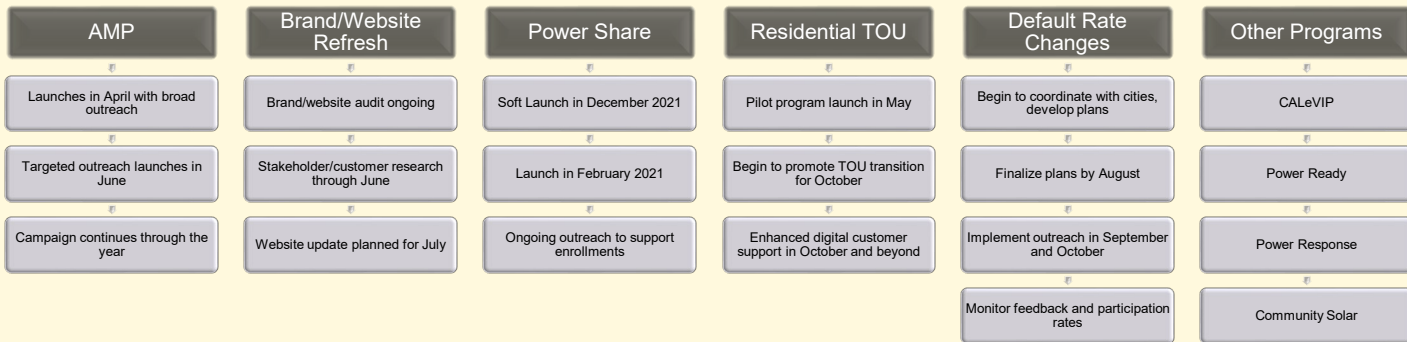 AMP
Launches in April with broad
outreach
Targeted outreach launches in
June
Campaign continues through the
year
Brand/Website
Refresh
Brand/website audit ongoing
Stakeholder/customer research
through June
Website update planned for July
Power Share
Soft Launch in December 2021
Launch in February 2021
Ongoing outreach to support
enrollments
Residential TOU
Pilot program launch in May
Begin to promote TOU transition
for October
Enhanced digital customer
support in October and beyond
Default Rate
Changes
Begin to coordinate with cities,
develop plans
Finalize plans by August
Implement outreach in September
and October
Monitor feedback and participation
rates
Other Programs
CALeVIP
Power Ready
Power Response
Community Solar